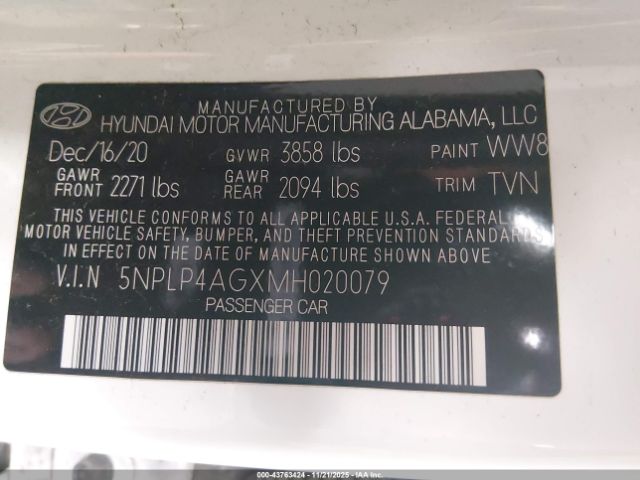 MANUFACTURED BY
HYUNDAI MOTOR MANUFACTURING ALABAMA, LLC
Dec/16/20 GVWR 3858 lbs PAINT WW8
GAWR FRONT 2271 lbs GAWR REAR 2094 lbs TRIM TVN
THIS VEHICLE CONFORMS TO ALL APPLICABLE U.S.A. FEDERAL
MOTOR VEHICLE SAFETY, BUMPER, AND THEFT PREVENTION STANDARDS
IN EFFECT ON THE DATE OF MANUFACTURE SHOWN ABOVE.
V.I.N 5NPLP4AGXMH020079
PASSENGER CAR
000-43763424 - 11/21/2025 - IAAI.COM